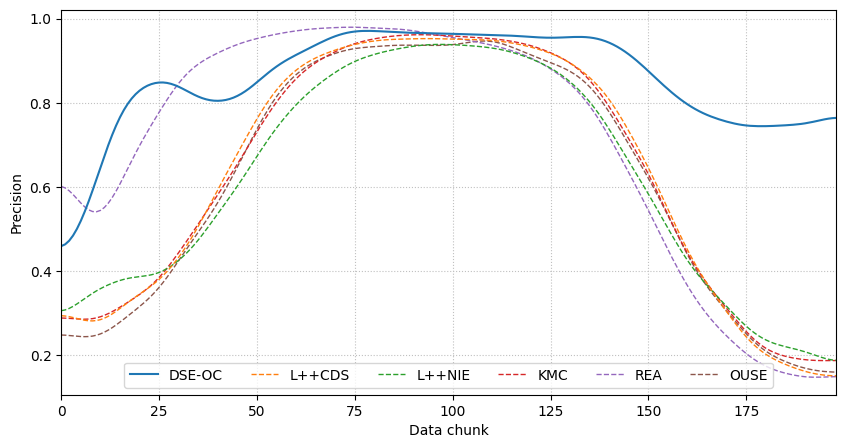 1.0
0.8
0.6
0.4
0.2
Precision
DSE-OC L++CDS L++NIE KMC REA OUSE
0 25 50 75 100 125 150 175
Data chunk